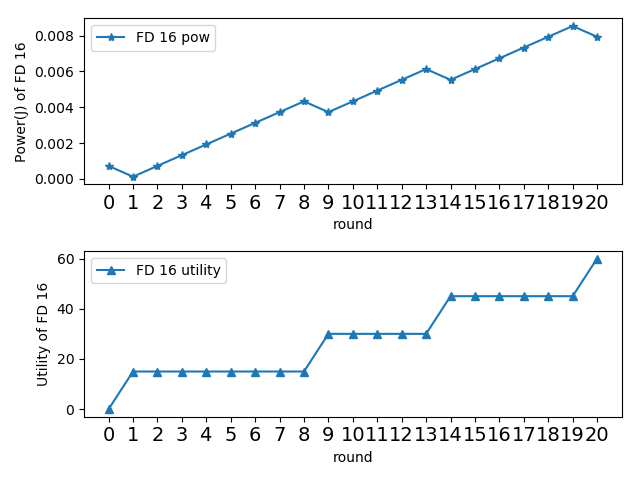 FD 16 pow
Power(J) of FD 16
0.008
0.006
0.004
0.002
0.000
0 1 2 3 4 5 6 7 8 9 10 11 12 13 14 15 16 17 18 19 20
round
FD 16 utility
Utility of FD 16
60
40
20
0
0 1 2 3 4 5 6 7 8 9 10 11 12 13 14 15 16 17 18 19 20
round